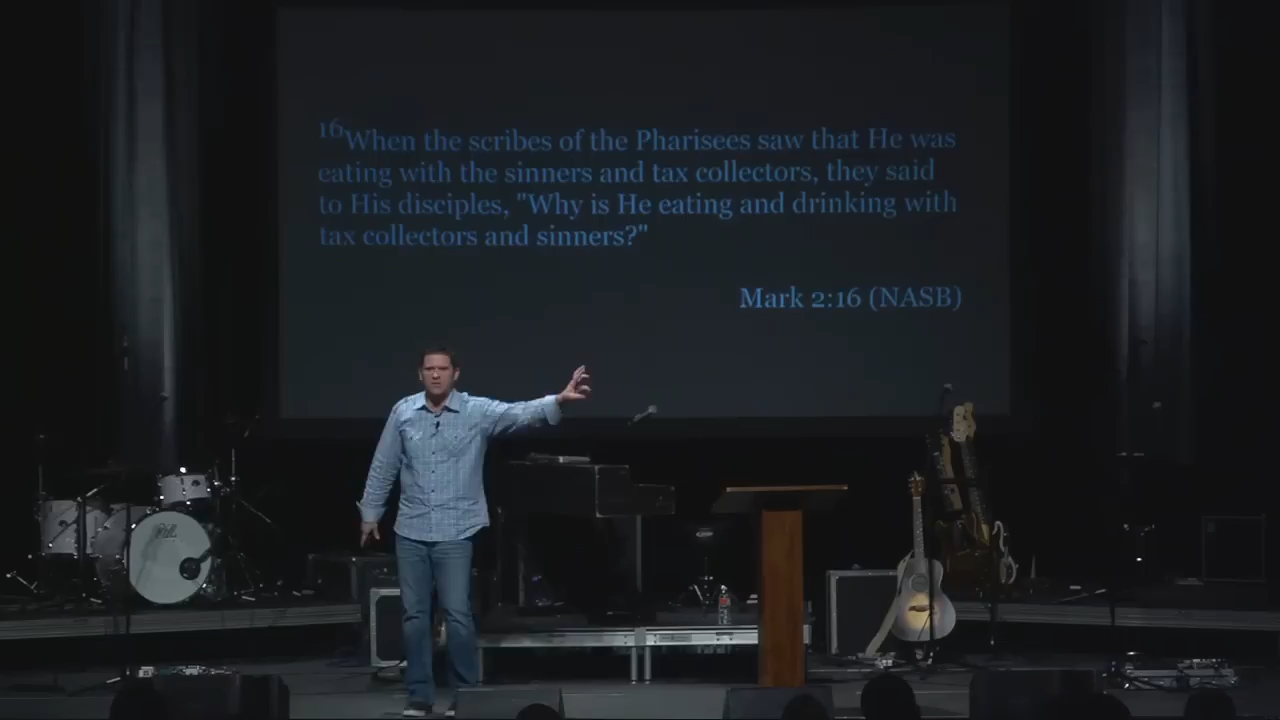 16When the scribes of the Pharisees saw that He was
eating with the sinners and tax collectors, they said
to His disciples, "Why is He eating and drinking with
tax collectors and sinners?"
Mark 2:16 (NASB)